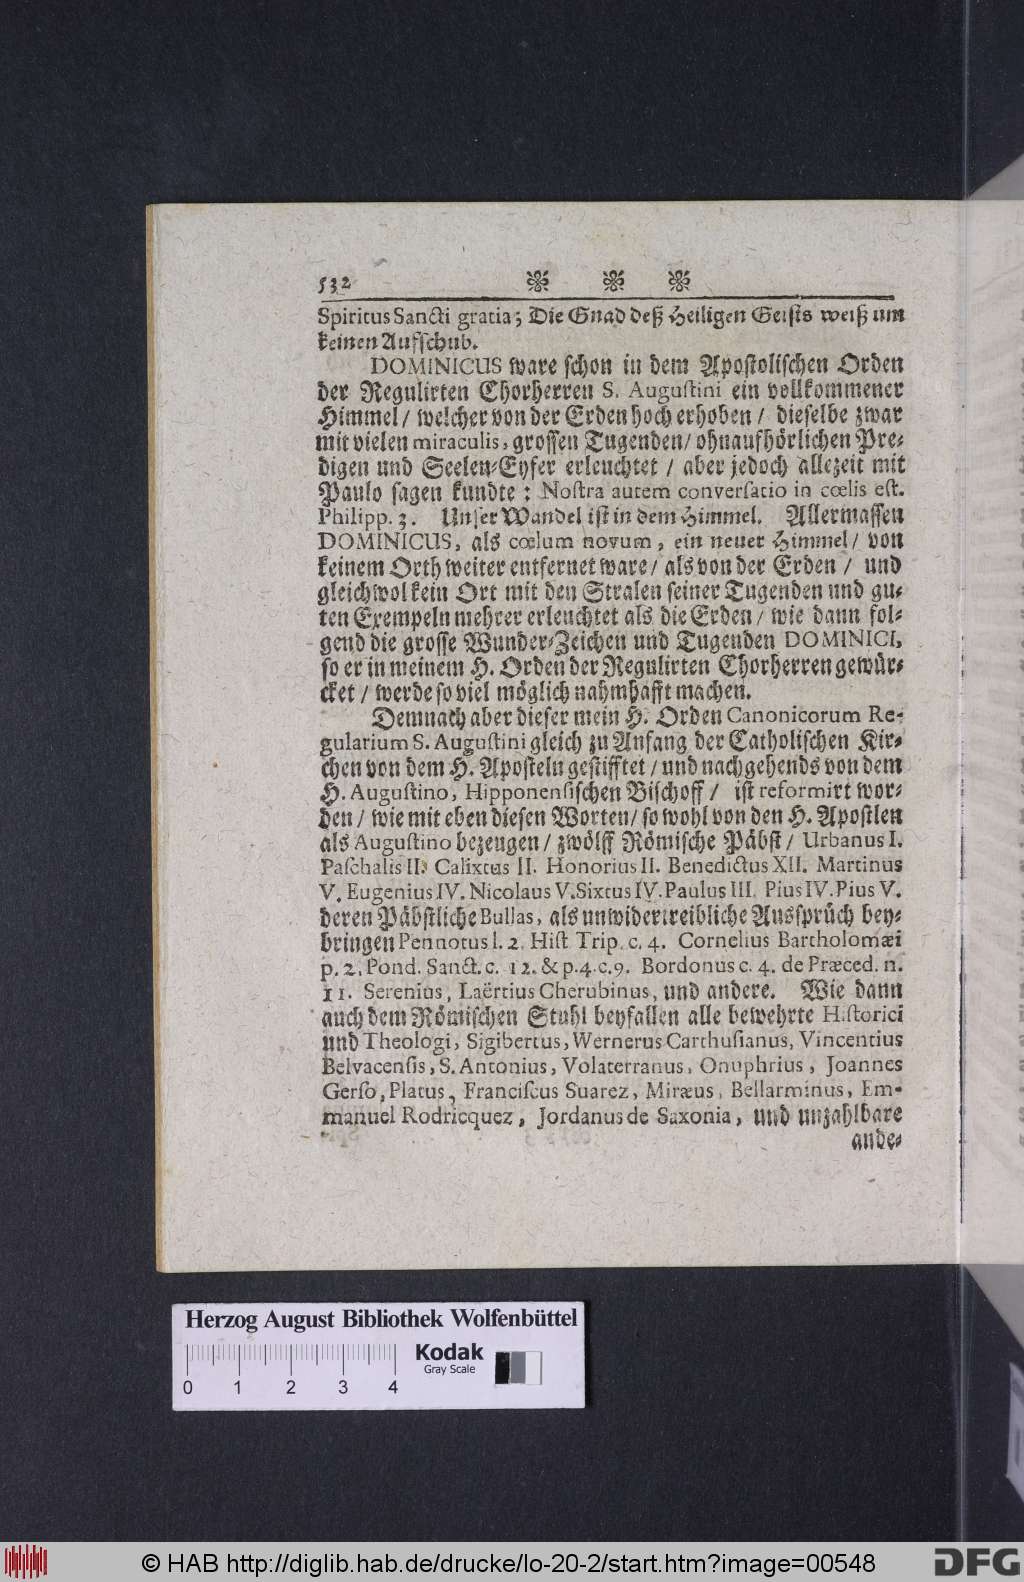 532
Spiritus Sancti gratia; Die Gnad deß Heiligen Geists weiß um
keinen Aufschub.
DOMINICUS ware schon in dem Apostolischen Orden
der Regulirten Chorherren S. Augustini ein vollkommener
Himmel / welcher von der Erden hoch erhoben / dieselbe zwar
mit vielen miraculis, grossen Tugenden / ohnaufhörlichen Pre-
digen und Seelen-Eyfer erleuchtet / aber jedoch allezeit mit
Paulo sagen kundte : Nostra autem conversatio in cœlis est.
Philipp. 3. Unser Wandel ist in dem Himmel. Allermassen
DOMINICUS, als cœlum novum, ein neuer Himmel / von
keinem Orth weiter entfernet ware / als von der Erden / und
gleichwol kein Ort mit den Stralen seiner Tugenden und gu-
ten Exempeln mehrer erleuchtet als die Erden / wie dann fol-
gend die grosse Wunder-Zeichen und Tugenden DOMINICI,
so er in meinem H. Orden der Regulirten Chorherren gewür-
cket / werde so viel möglich nahmhafft machen.
Demnach aber dieser mein H. Orden Canonicorum Re-
gularium S. Augustini gleich zu Anfang der Catholischen Kir-
chen von dem H. Aposteln gestifftet / und nachgehends von dem
H. Augustino, Hipponensischen Bischoff / ist reformirt wor-
den / wie mit eben diesen Worten / so wohl von den H. Apostlen
als Augustino bezeugen / zwölff Römische Päbst / Urbanus I.
Paschalis II. Calixtus II. Honorius II. Benedictus XII. Martinus
V. Eugenius IV. Nicolaus V. Sixtus IV. Paulus III. Pius IV. Pius V.
deren Päbstliche Bullas, als unwidertreibliche Aussprüch bey-
bringen Pennotus l. 2. Hist. Trip. c. 4. Cornelius Bartholomæi
p. 2. Pond. Sanct. c. 12. & p. 4. c. 9. Bordonus c. 4. de Præced. n.
11. Serenius, Laërtius Cherubinus, und andere. Wie dann
auch dem Römischen Stuhl beyfallen alle bewehrte Historici
und Theologi, Sigibertus, Wernerus Carthusianus, Vincentius
Belvacensis, S. Antonius, Volaterranus, Onuphrius, Joannes
Gerso, Platus, Franciscus Suarez, Miræus, Bellarminus, Em-
manuel Rodricquez, Jordanus de Saxonia, und unzahlbare
ande-
Herzog August Bibliothek Wolfenbüttel
Kodak
Gray Scale
0 1 2 3 4
© HAB http://diglib.hab.de/drucke/lo-20-2/start.htm?image=00548
DFG